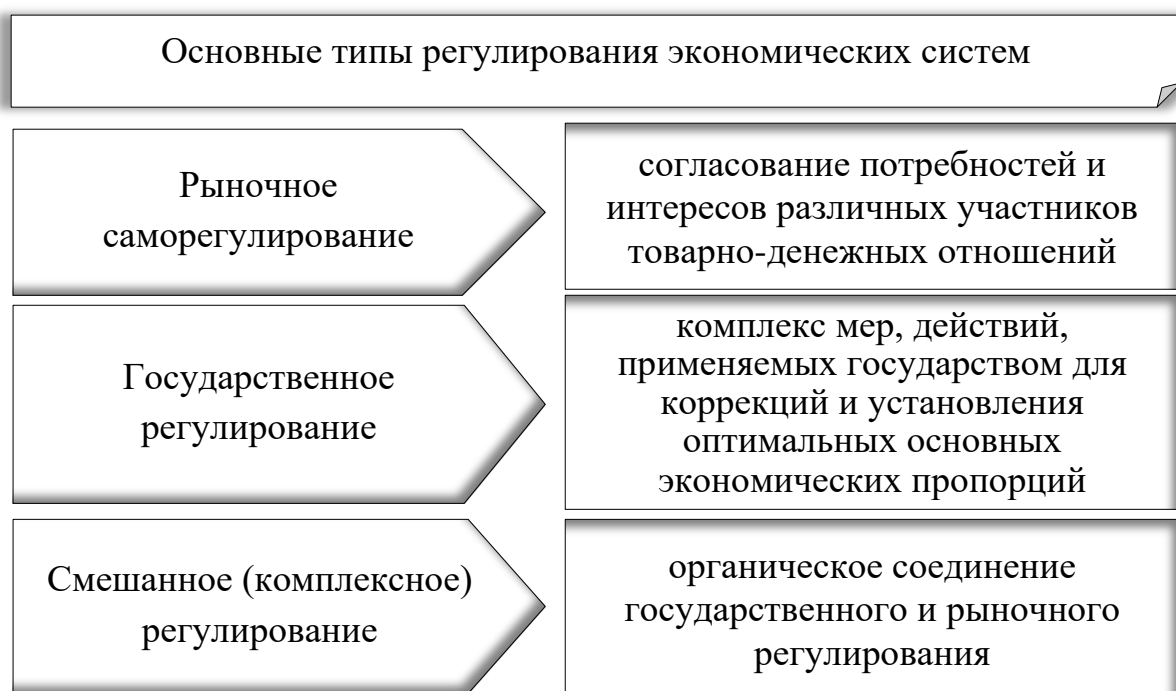 Основные типы регулирования экономических систем
Рыночное
саморегулирование
согласование потребностей и
интересов различных участников
товарно-денежных отношений
Государственное
регулирование
комплекс мер, действий,
применяемых государством для
коррекций и установления
оптимальных основных
экономических пропорций
Смешанное (комплексное)
регулирование
органическое соединение
государственного и рыночного
регулирования